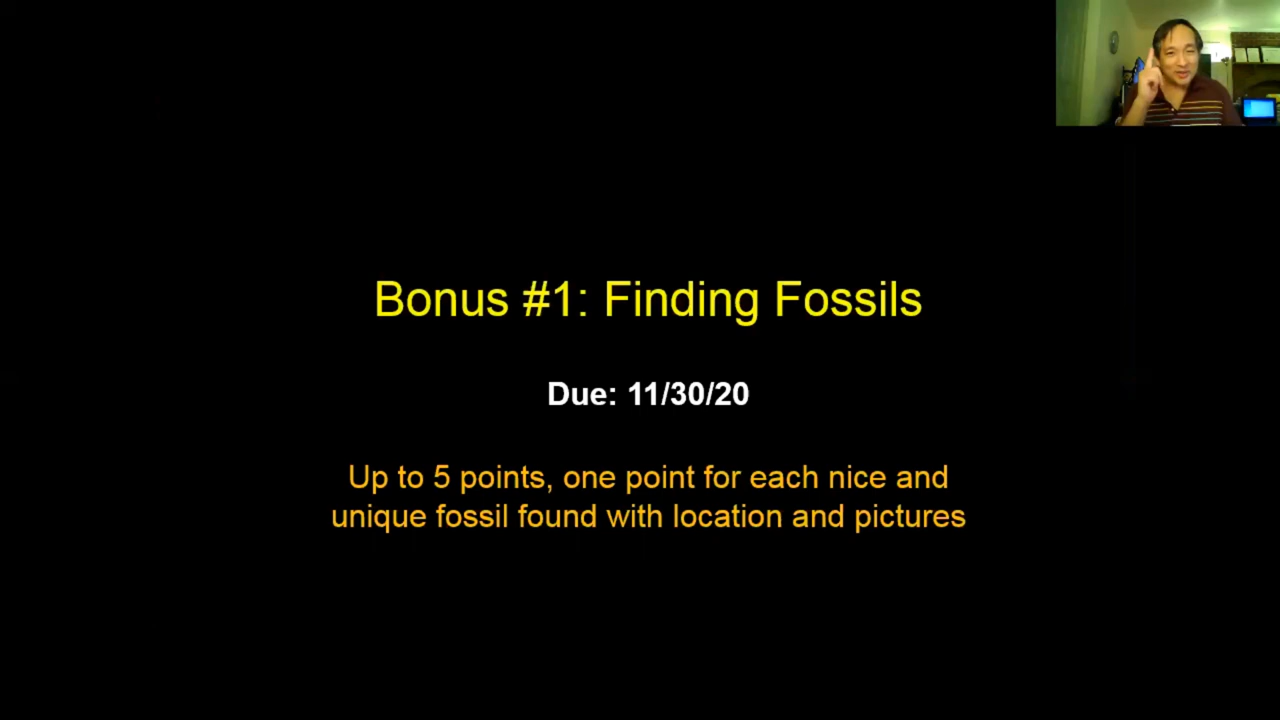 Bonus #1: Finding Fossils
Due: 11/30/20
Up to 5 points, one point for each nice and
unique fossil found with location and pictures